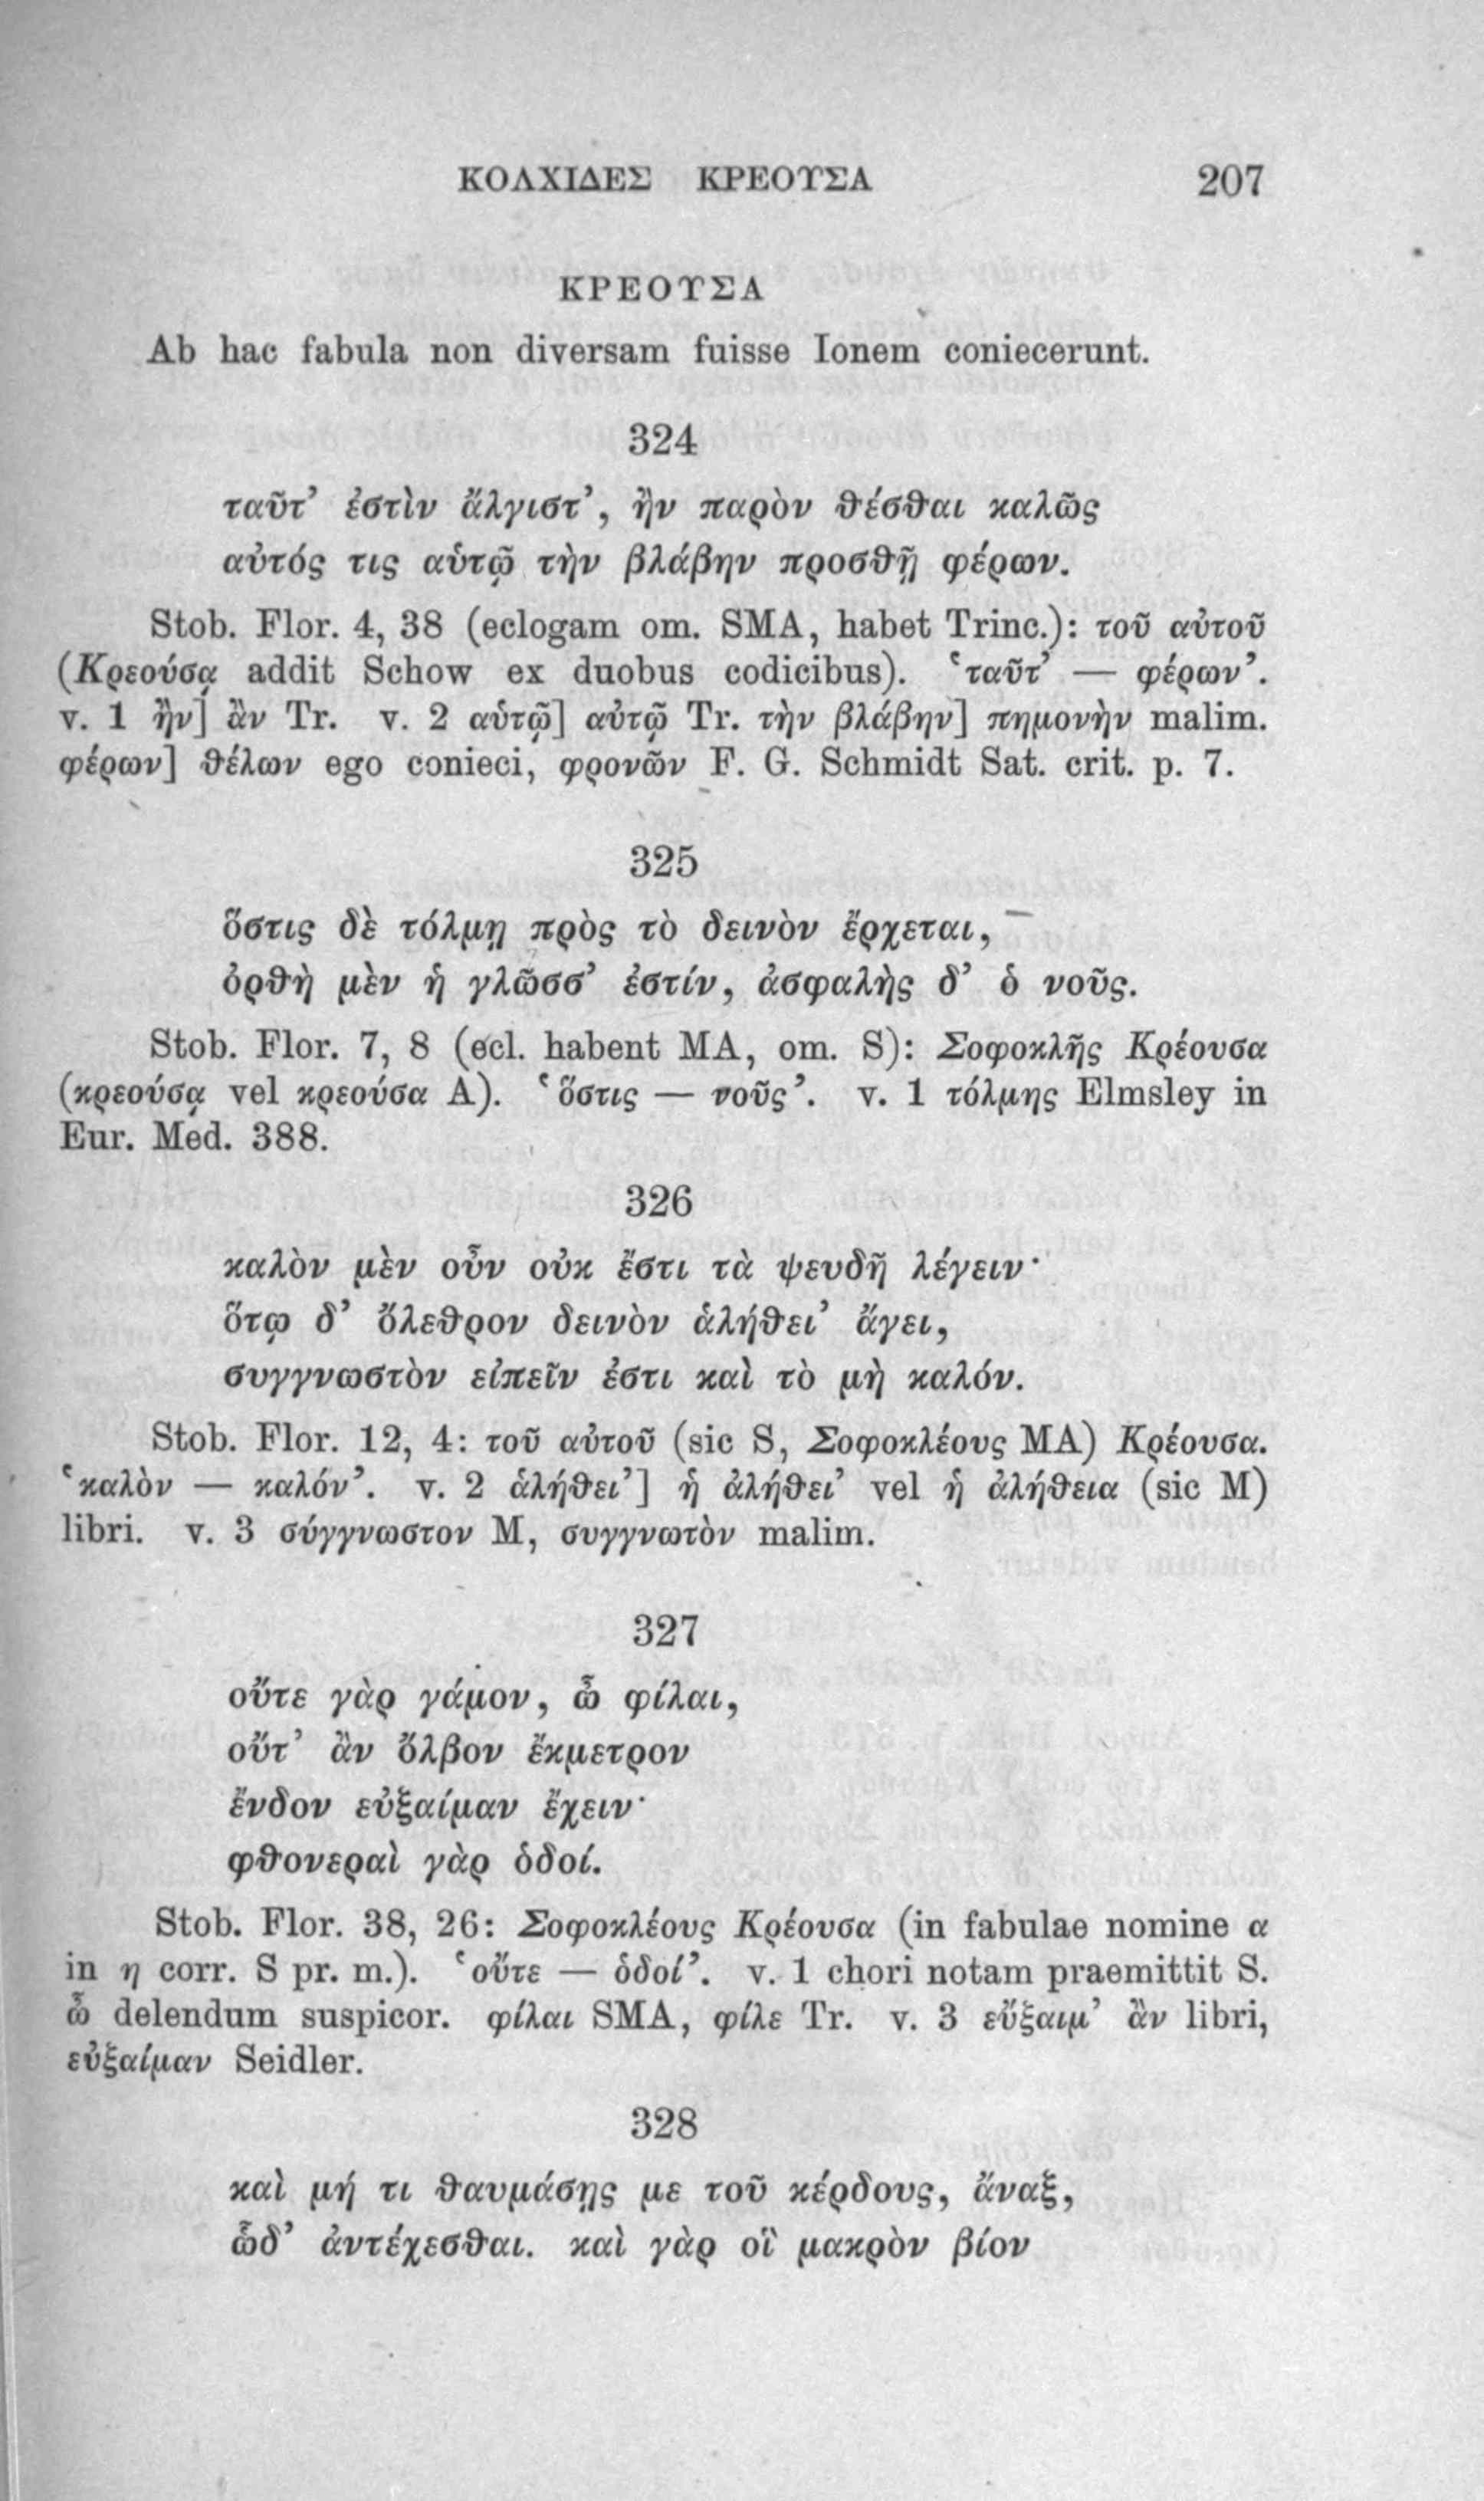 ΚΟΛΧΙΔΕΣ ΚΡΕΟΥΣΑ 207
ΚΡΕΟΥΣΑ
Ab hac fabula non diversam fuisse Ionem coniecerunt.
324
ταῦτ’ ἐστὶν ἄλγιστ’, ἢν παρὸν θέσθαι καλῶς
αὐτός τις αὑτῷ τὴν βλάβην προσθῇ φέρων.
Stob. Flor. 4, 38 (eclogam om. SMA, habet Trinc.): τοῦ αὐτοῦ
(Κρεούσᾳ addit Schow ex duobus codicibus). ‘ταῦτ’ — φέρων’.
v. 1 ἢν] ἂν Tr. v. 2 αὑτῷ] αὐτῷ Tr. τὴν βλάβην] πημονὴν malim.
φέρων] θέλων ego conieci, φρονῶν F. G. Schmidt Sat. crit. p. 7.
325
ὅστις δὲ τόλμῃ πρὸς τὸ δεινὸν ἔρχεται,
ὀρθὴ μὲν ἡ γλῶσσ’ ἐστίν, ἀσφαλὴς δ’ ὁ νοῦς.
Stob. Flor. 7, 8 (ecl. habent MA, om. S): Σοφοκλῆς Κρέουσα
(κρεούσᾳ vel κρεούσα A). ‘ὅστις — νοῦς’. v. 1 τόλμης Elmsley in
Eur. Med. 388.
326
καλὸν μὲν οὖν οὐκ ἔστι τὰ ψευδῆ λέγειν·
ὅτῳ δ’ ὄλεθρον δεινὸν ἁλήθει’ ἄγει,
συγγνωστὸν εἰπεῖν ἐστι καὶ τὸ μὴ καλόν.
Stob. Flor. 12, 4: τοῦ αὐτοῦ (sic S, Σοφοκλέους MA) Κρέουσα.
‘καλὸν — καλόν’. v. 2 ἁλήθει’] ἡ ἀλήθει’ vel ἡ ἀλήθεια (sic M)
libri. v. 3 σύγγνωστον M, συγγνωτὸν malim.
327
οὔτε γὰρ γάμον, ὦ φίλαι,
οὔτ’ ἂν ὄλβον ἔκμετρον
ἔνδον εὐξαίμαν ἔχειν·
φθονεραὶ γὰρ ὁδοί.
Stob. Flor. 38, 26: Σοφοκλέους Κρέουσα (in fabulae nomine α
in η corr. S pr. m.). ‘οὔτε — ὁδοί’. v. 1 chori notam praemittit S.
ὦ delendum suspicor. φίλαι SMA, φίλε Tr. v. 3 εὔξαιμ’ ἂν libri,
εὐξαίμαν Seidler.
328
καὶ μή τι θαυμάσῃς με τοῦ κέρδους, ἄναξ,
ὧδ’ ἀντέχεσθαι. καὶ γὰρ οἳ μακρὸν βίον